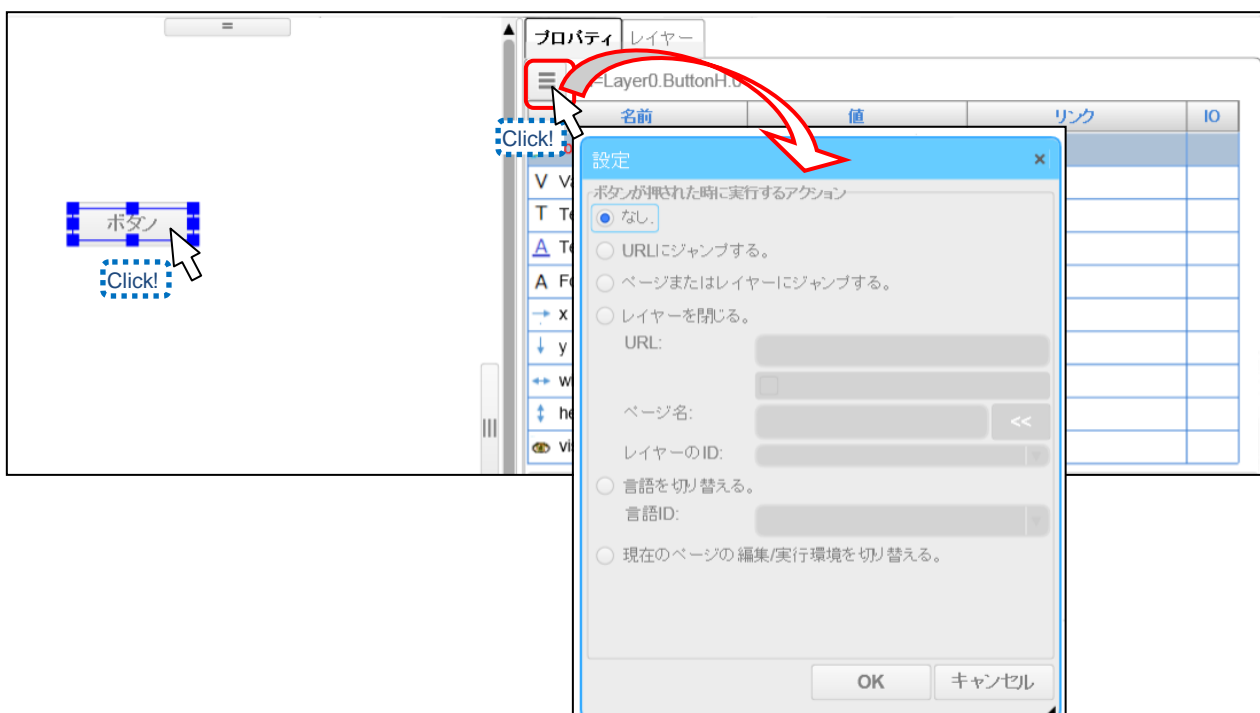 =
プロパティ レイヤー
=Layer0.ButtonH.0
名前 値 リンク IO
Click!
設定 ×
V
T
A
A
x
y
w
he
ボタンが押された時に実行するアクション
なし.
URLにジャンプする。
ページまたはレイヤーにジャンプする。
レイヤーを閉じる。
URL:
ページ名: <<
レイヤーのID:
言語を切り替える。
言語ID:
現在のページの編集/実行環境を切り替える。
OK キャンセル
ボタン
Click!